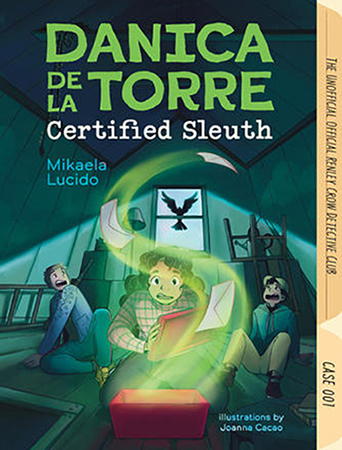 DANICA
DE LA TORRE
Certified Sleuth
Mikaela
Lucido
illustrations by
Joanna Cacao
THE UNOFFICIAL OFFICIAL RENLEY CROW DETECTIVE CLUB
CASE 001